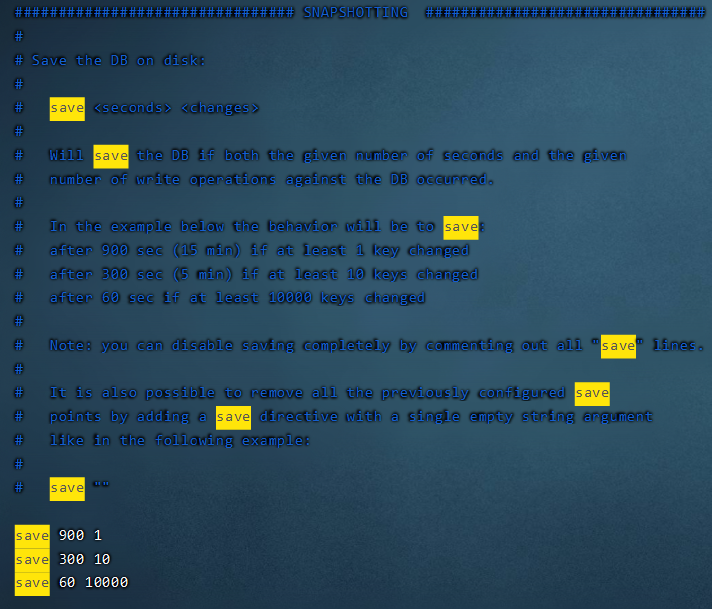 ################################ SNAPSHOTTING ################################
#
# Save the DB on disk:
#
# save <seconds> <changes>
#
# Will save the DB if both the given number of seconds and the given
# number of write operations against the DB occurred.
#
# In the example below the behavior will be to save:
# after 900 sec (15 min) if at least 1 key changed
# after 300 sec (5 min) if at least 10 keys changed
# after 60 sec if at least 10000 keys changed
#
# Note: you can disable saving completely by commenting out all "save" lines.
#
# It is also possible to remove all the previously configured save
# points by adding a save directive with a single empty string argument
# like in the following example:
#
# save ""
save 900 1
save 300 10
save 60 10000